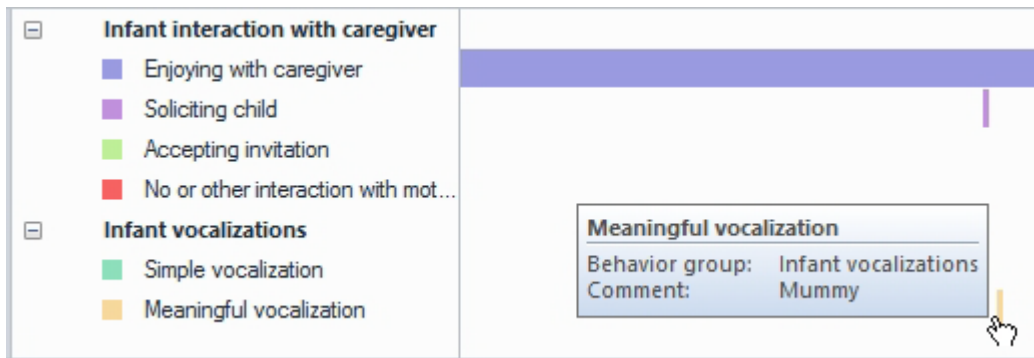 Infant interaction with caregiver
Enjoying with caregiver
Soliciting child
Accepting invitation
No or other interaction with mot...
Infant vocalizations
Simple vocalization
Meaningful vocalization
Meaningful vocalization
Behavior group: Infant vocalizations
Comment: Mummy